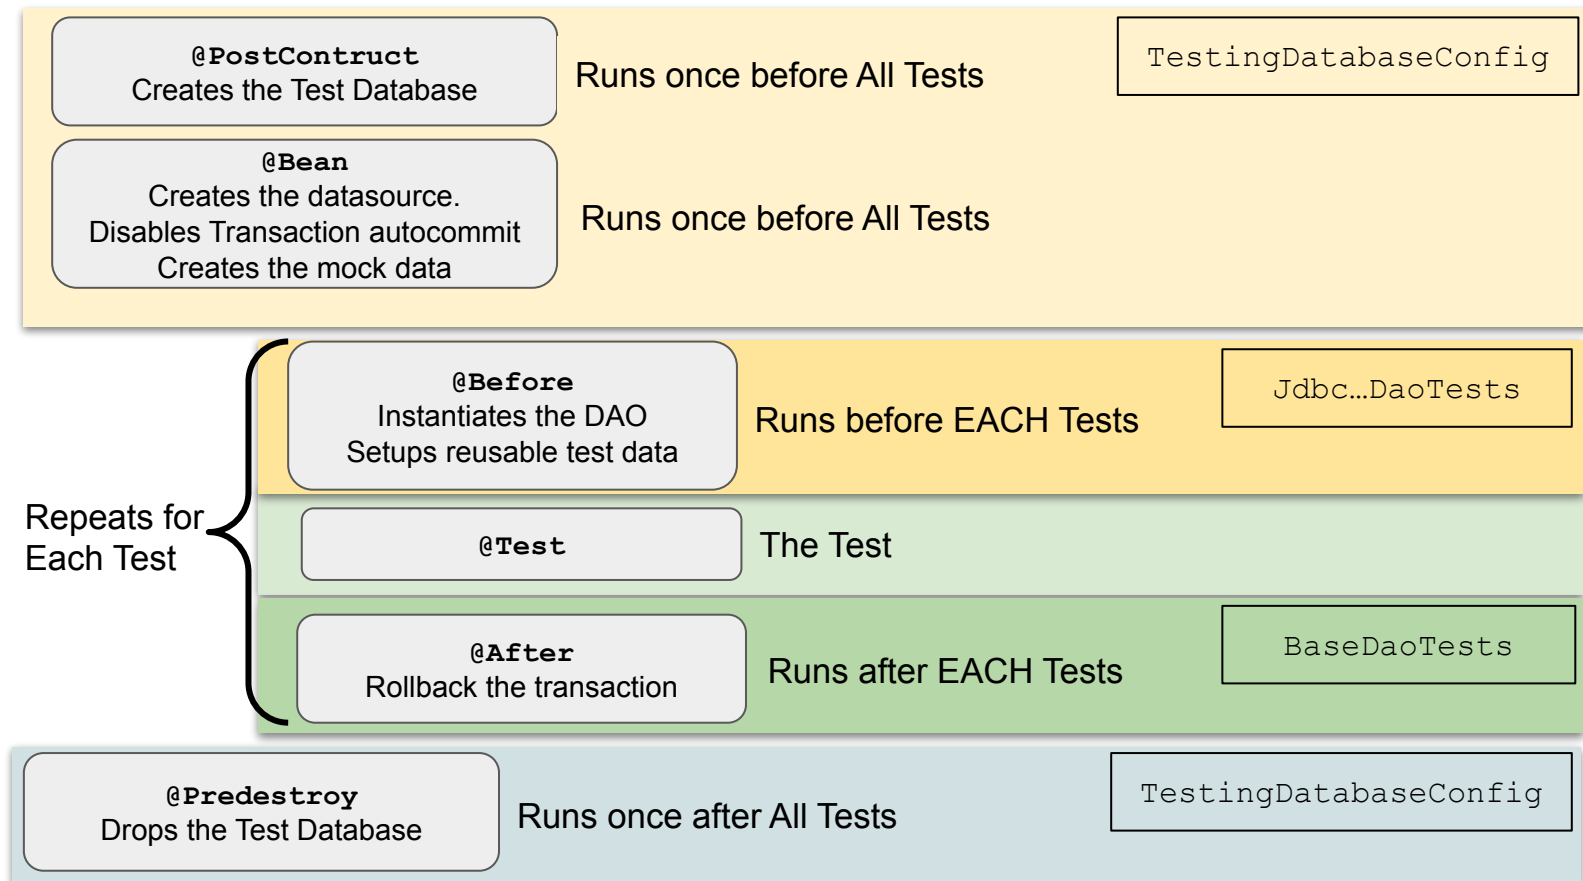 @PostContruct
Creates the Test Database
Runs once before All Tests
TestingDatabaseConfig
@Bean
Creates the datasource.
Disables Transaction autocommit
Creates the mock data
Runs once before All Tests
@Before
Instantiates the DAO
Setups reusable test data
Runs before EACH Tests
Jdbc…DaoTests
Repeats for
Each Test
@Test
The Test
@After
Rollback the transaction
Runs after EACH Tests
BaseDaoTests
@Predestroy
Drops the Test Database
Runs once after All Tests
TestingDatabaseConfig